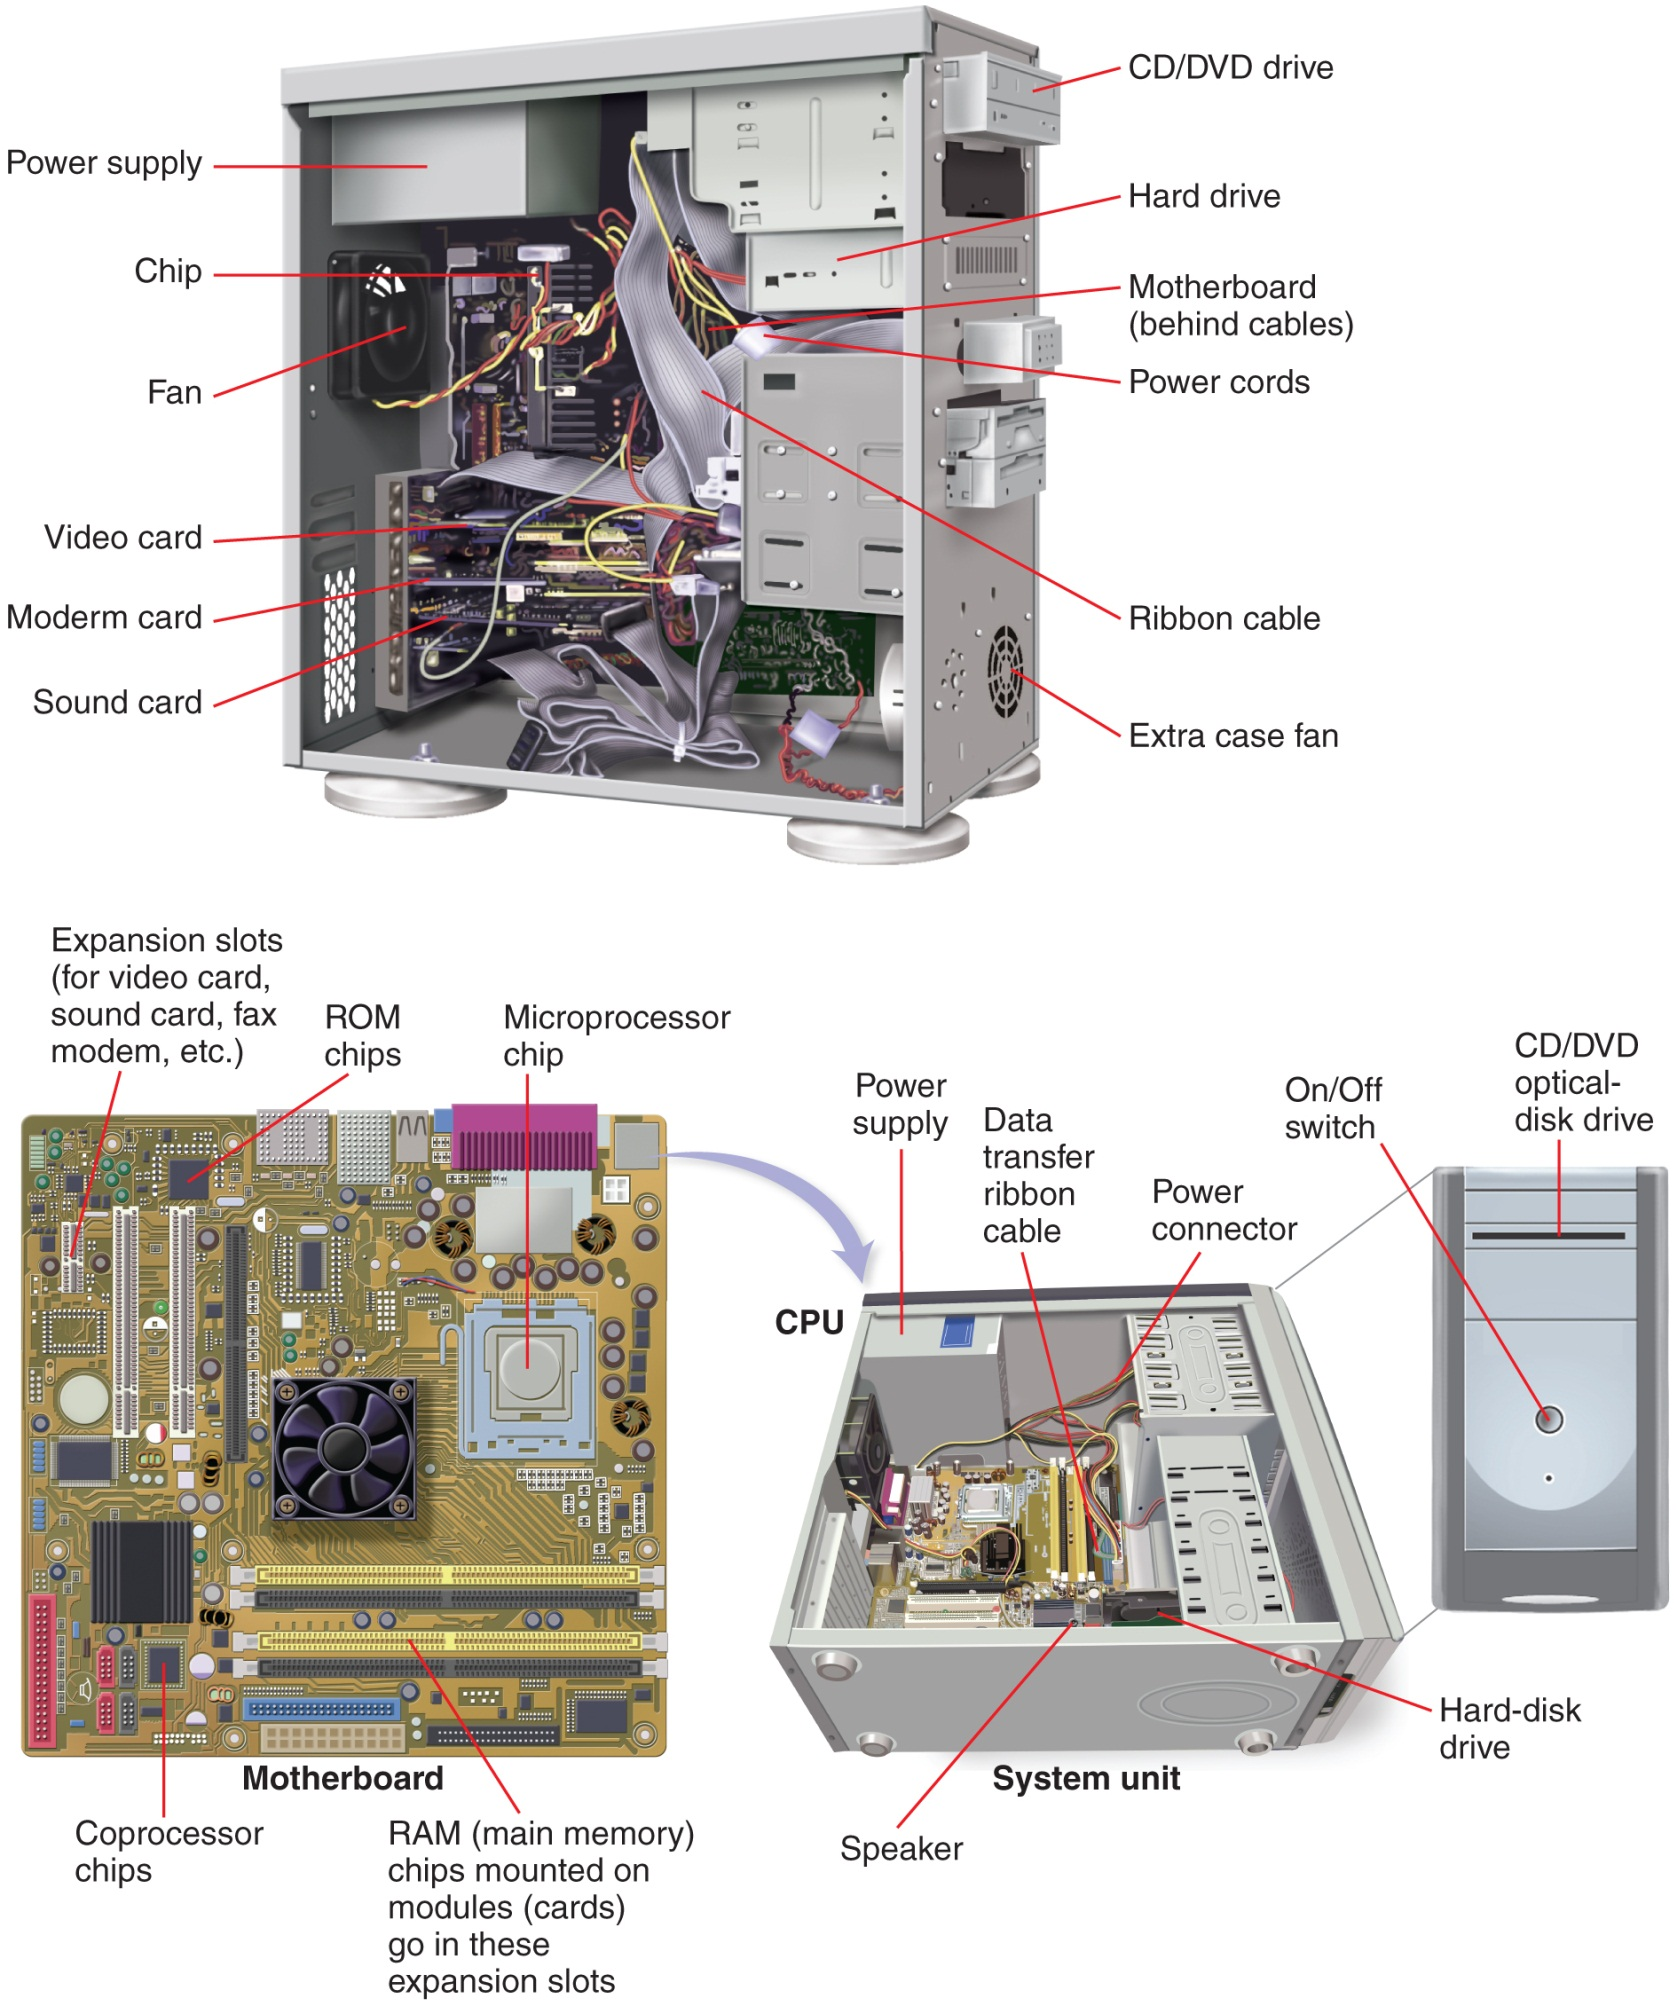 CD/DVD drive
Power supply
Hard drive
Chip
Motherboard
(behind cables)
Fan
Power cords
Video card
Moderm card
Ribbon cable
Sound card
Extra case fan
Expansion slots
(for video card,
sound card, fax
modem, etc.)
ROM
chips
Microprocessor
chip
Power
supply
Data
transfer
ribbon
cable
Power
connector
On/Off
switch
CD/DVD
optical-
disk drive
CPU
Motherboard
System unit
Hard-disk
drive
Coprocessor
chips
RAM (main memory)
chips mounted on
modules (cards)
go in these
expansion slots
Speaker